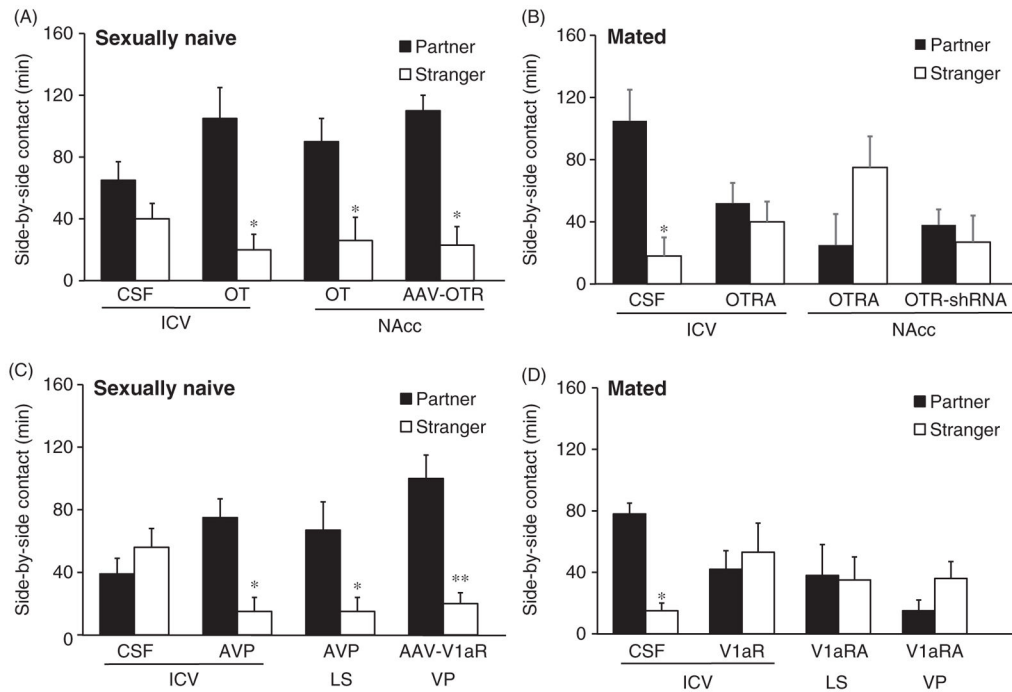 (A)
Sexually naive
Partner
Stranger
160
120
80
40
0
Side-by-side contact (min)
*
*
*
CSF
OT
OT
AAV-OTR
ICV
NAcc
(B)
Mated
Partner
Stranger
160
120
80
40
0
Side-by-side contact (min)
*
CSF
OTRA
OTRA
OTR-shRNA
ICV
NAcc
(C)
Sexually naive
Partner
Stranger
160
120
80
40
0
Side-by-side contact (min)
*
*
**
CSF
AVP
AVP
AAV-V1aR
ICV
LS
VP
(D)
Mated
Partner
Stranger
160
120
80
40
0
Side-by-side contact (min)
*
CSF
V1aR
V1aRA
V1aRA
ICV
LS
VP